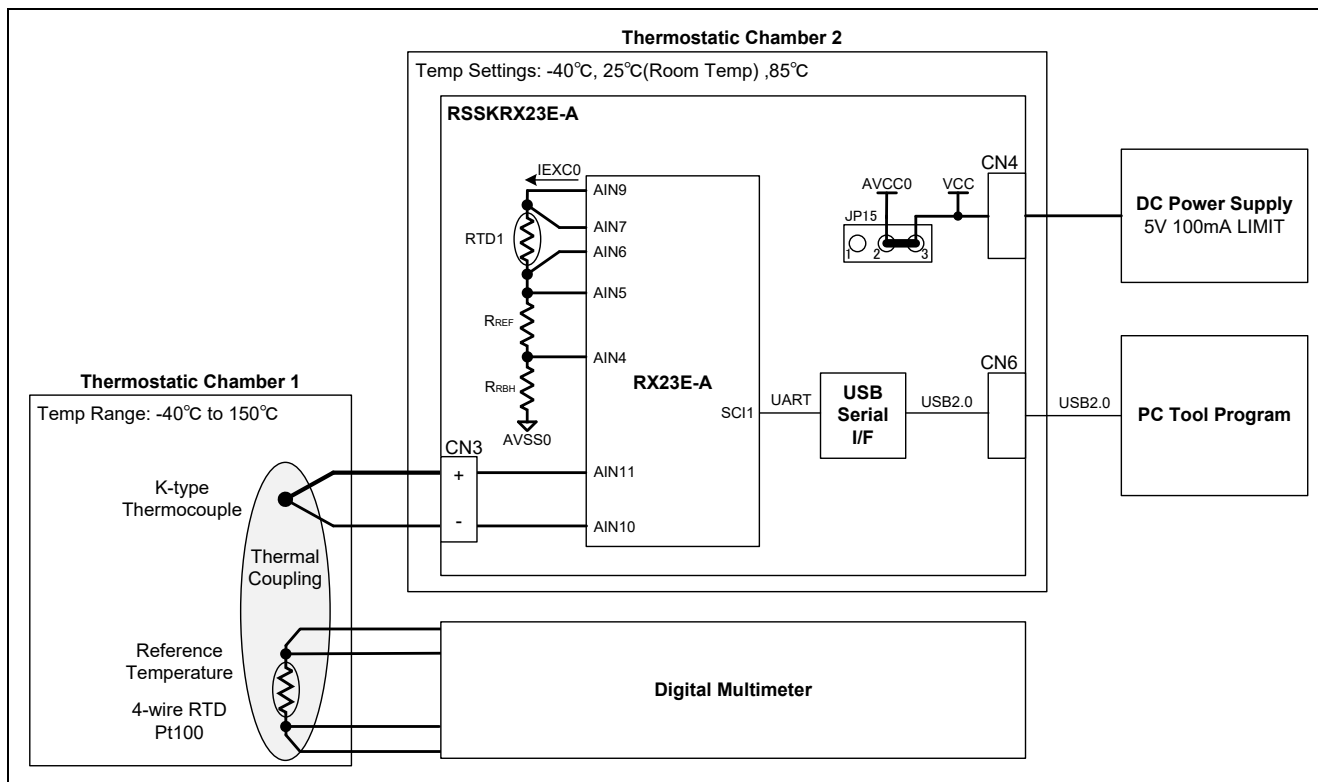 Thermostatic Chamber 2
Temp Settings: -40℃, 25℃(Room Temp) ,85℃
RSSKRX23E-A
IEXC0
AIN9
AIN7
RTD1
AIN6
AIN5
RREF
AIN4
RRBH
AVSS0
RX23E-A
SCI1
UART
USB
Serial
I/F
USB2.0
AVCC0
VCC
JP15
1
2
3
CN4
DC Power Supply
5V 100mA LIMIT
CN6
USB2.0
PC Tool Program
Thermostatic Chamber 1
Temp Range: -40℃ to 150℃
CN3
+
-
AIN11
AIN10
K-type
Thermocouple
Thermal
Coupling
Reference
Temperature
4-wire RTD
Pt100
Digital Multimeter